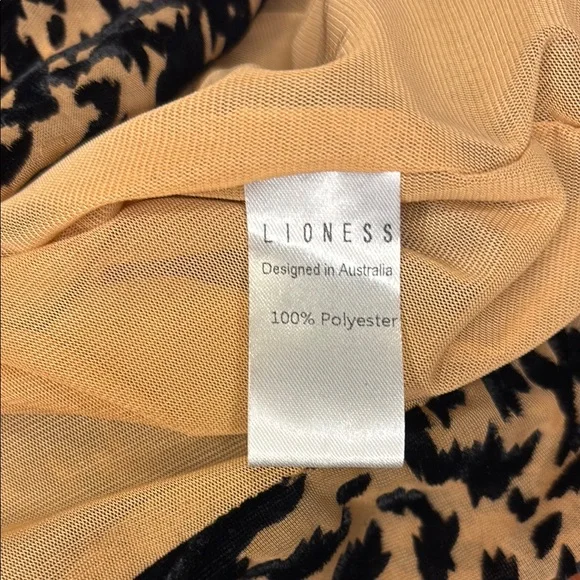 LIONESS
Designed in Australia
100% Polyester